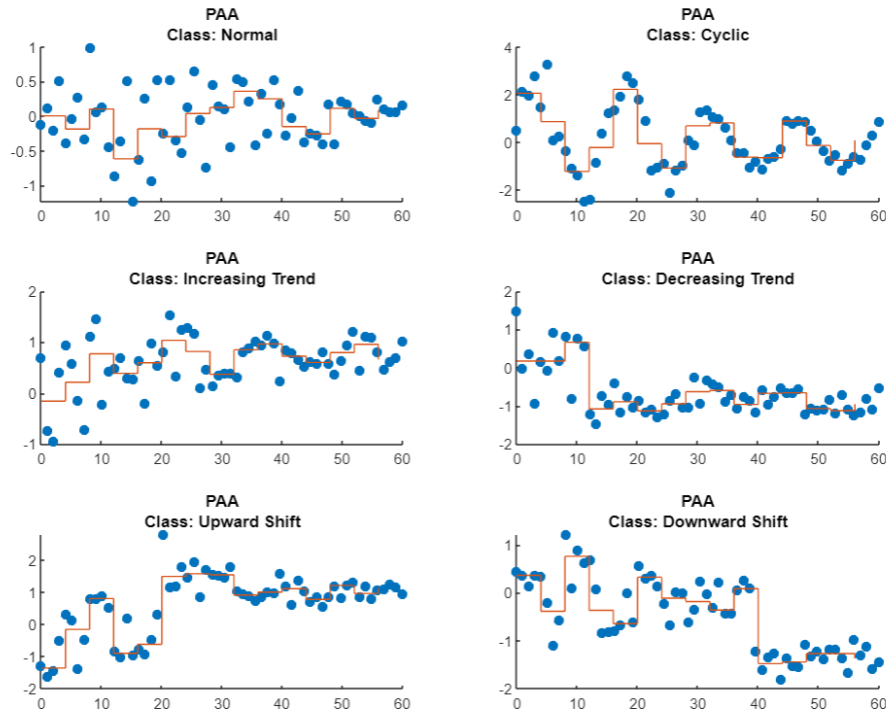 PAA
Class: Normal
1
0.5
0
-0.5
-1
0 10 20 30 40 50 60
PAA
Class: Cyclic
4
2
0
-2
0 10 20 30 40 50 60
PAA
Class: Increasing Trend
2
1
0
-1
0 10 20 30 40 50 60
PAA
Class: Decreasing Trend
2
1
0
-1
-2
0 10 20 30 40 50 60
PAA
Class: Upward Shift
2
1
0
-1
-2
0 10 20 30 40 50 60
PAA
Class: Downward Shift
1
0
-1
-2
0 10 20 30 40 50 60